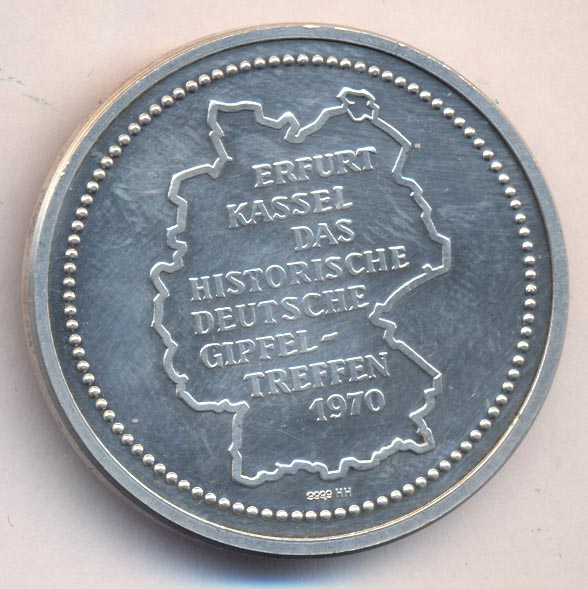 ERFURT
KASSEL
DAS
HISTORISCHE
DEUTSCHE
GIPFEL-
TREFFEN
1970
999,9 HH